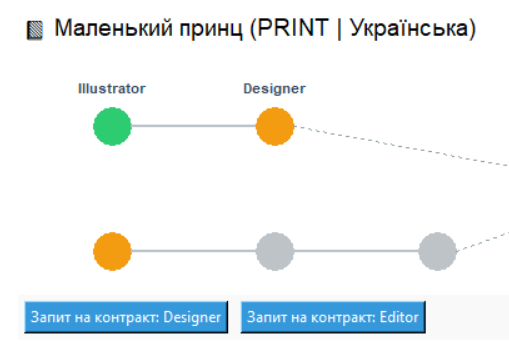 Маленький принц (PRINT | Українська)
Illustrator Designer
Запит на контракт: Designer Запит на контракт: Editor